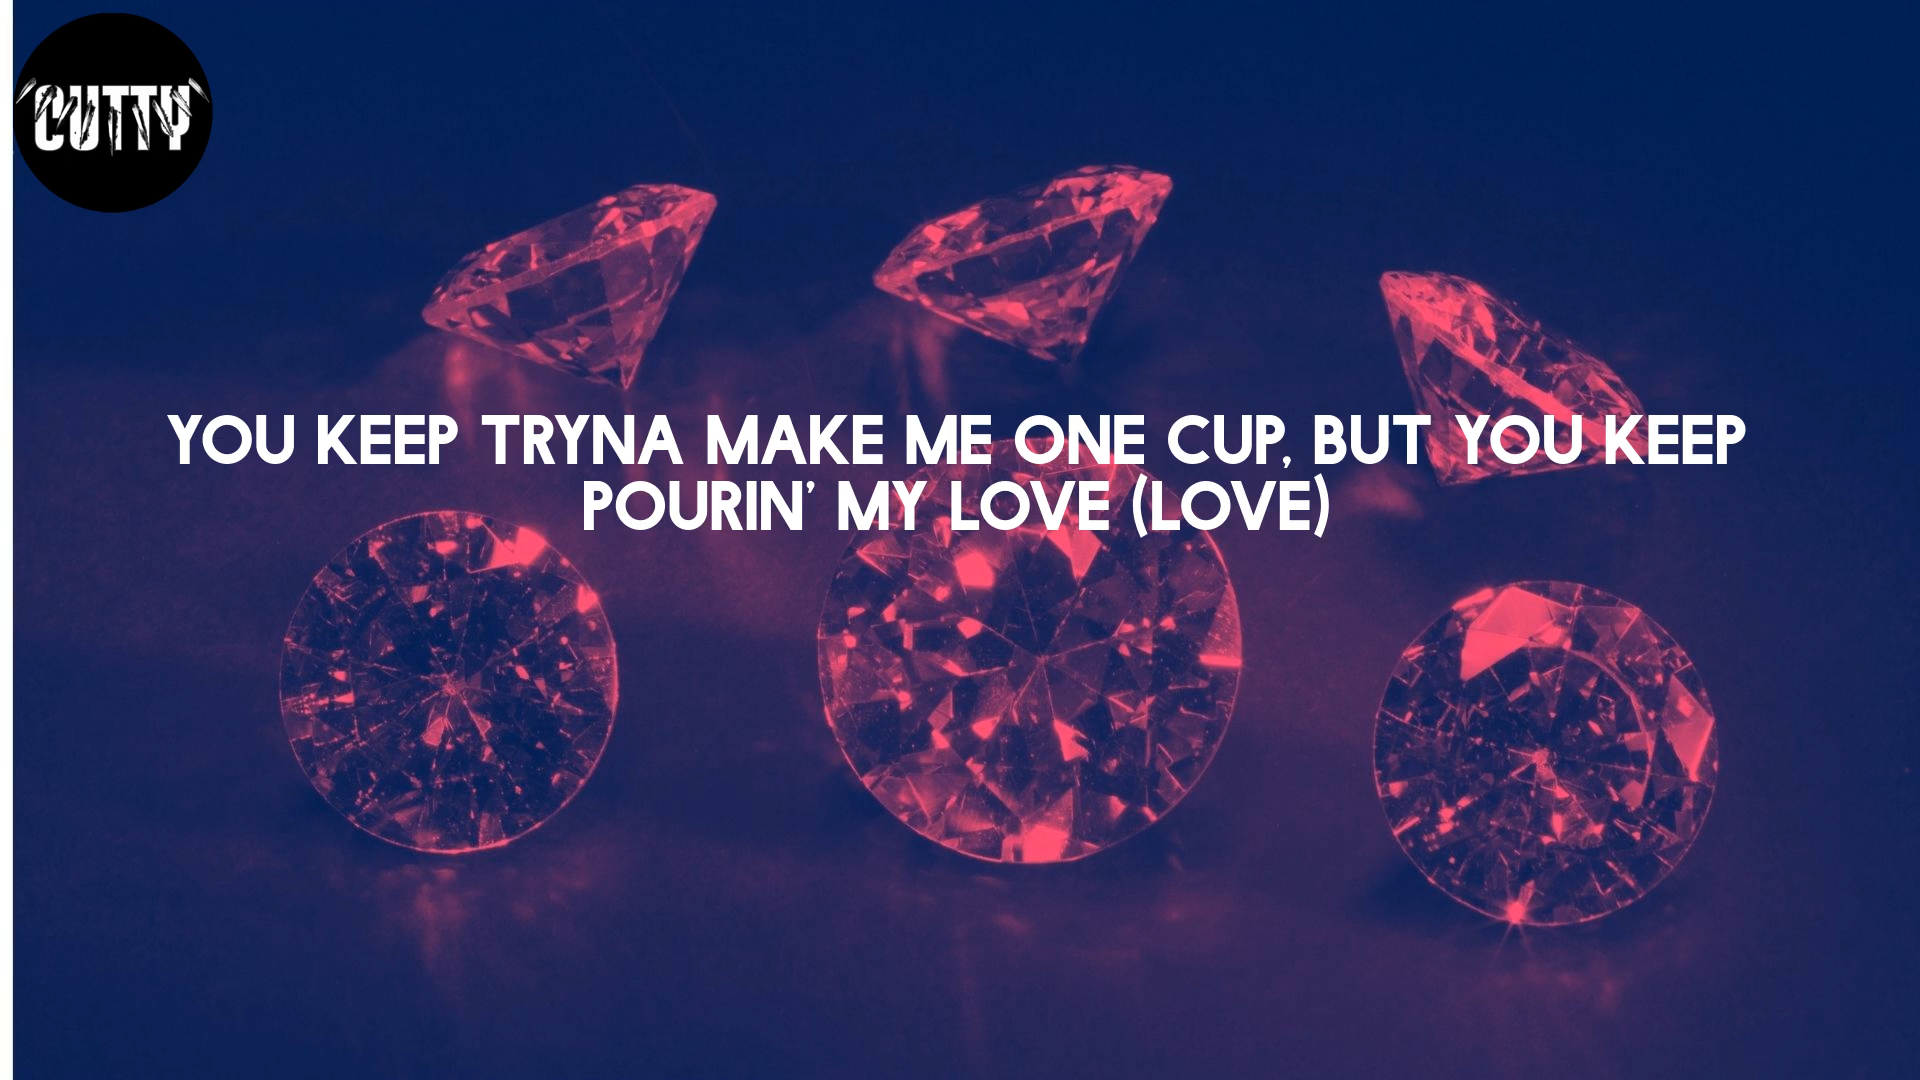 'CUTTY'
YOU KEEP TRYNA MAKE ME ONE CUP, BUT YOU KEEP
POURIN' MY LOVE (LOVE)